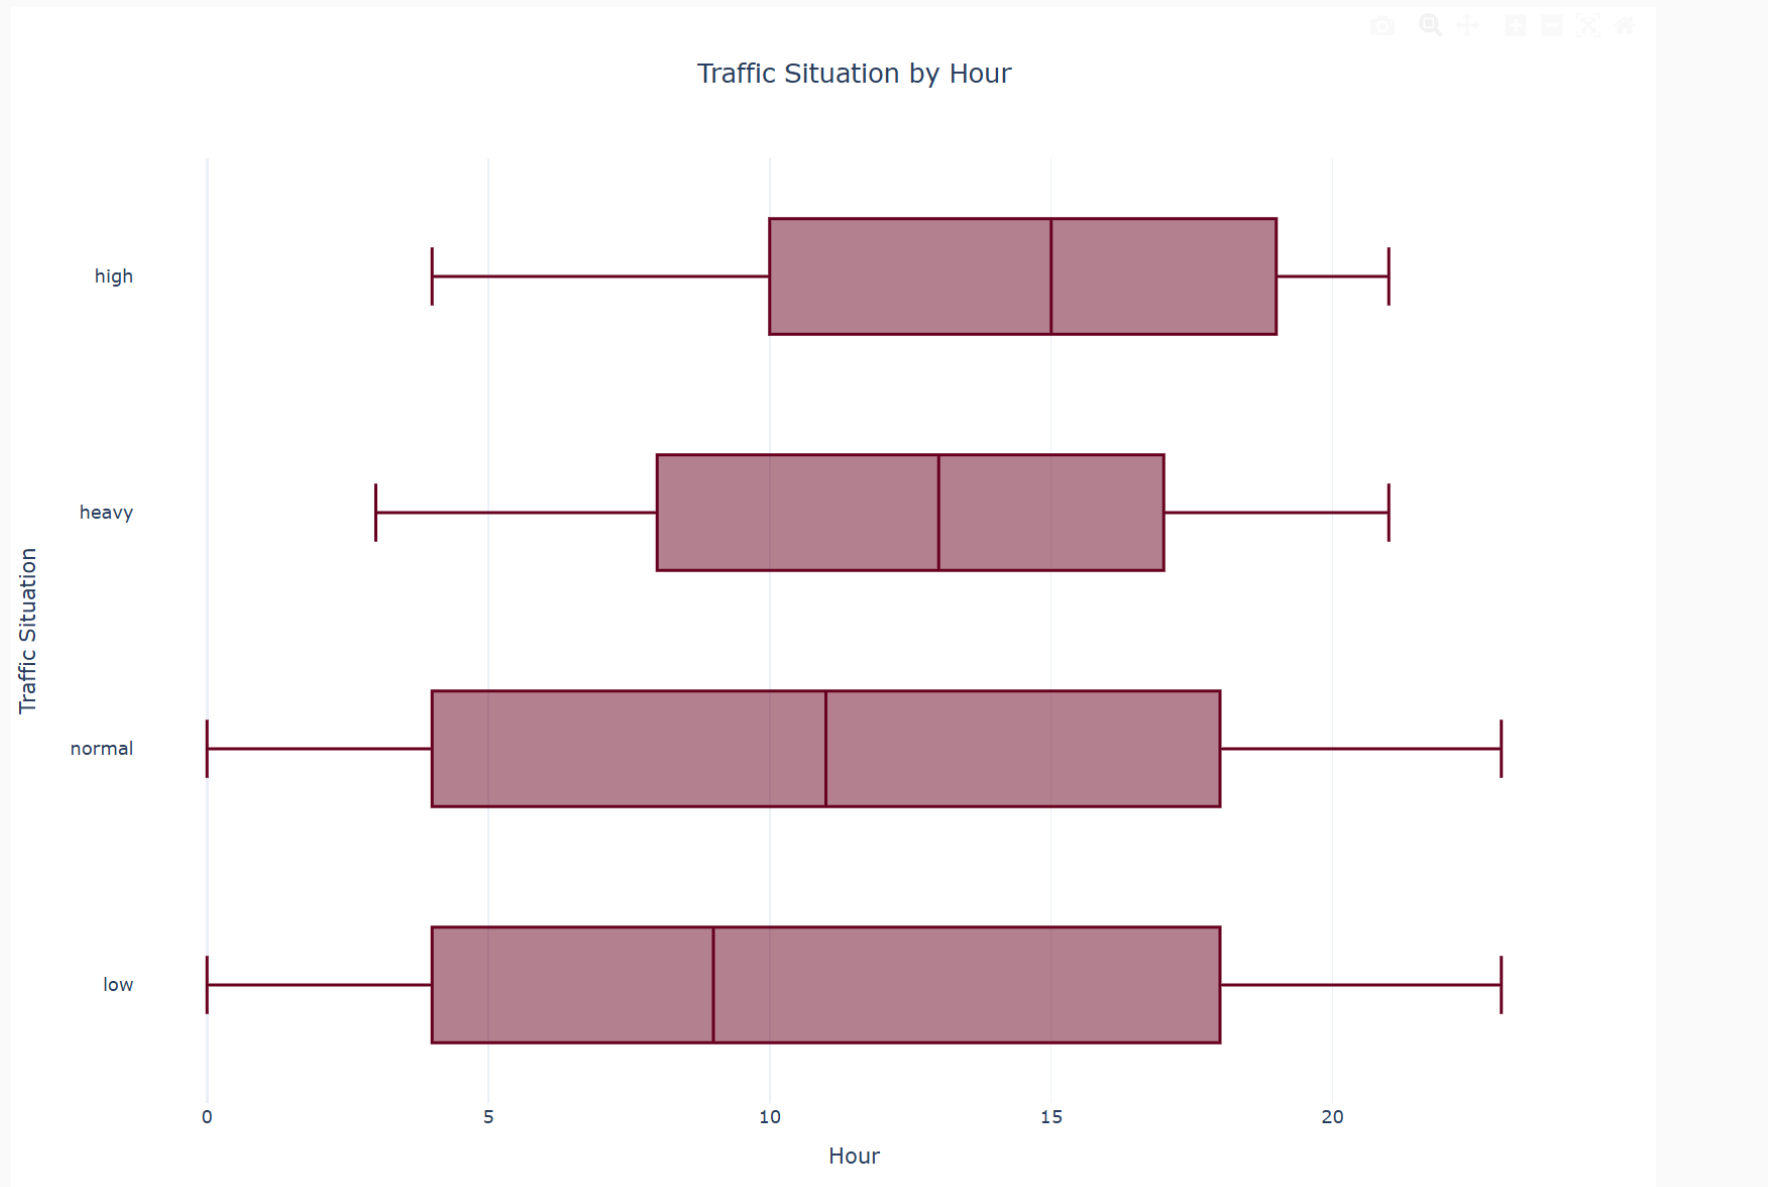 Traffic Situation by Hour
high
heavy
Traffic Situation
normal
low
0 5 10 15 20
Hour